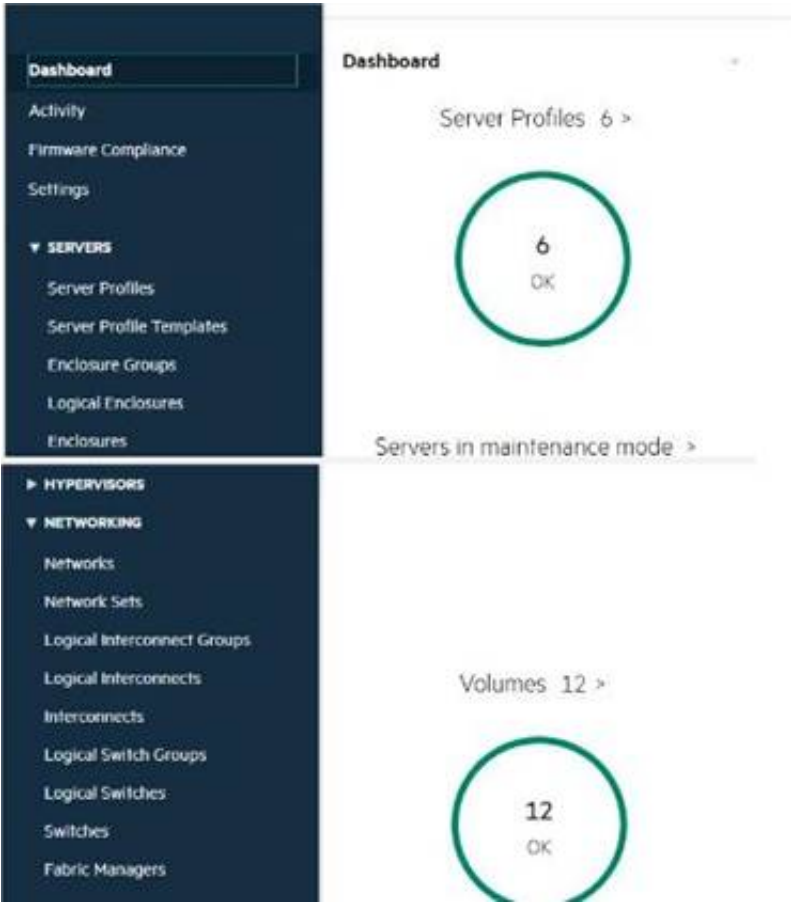 Dashboard
Activity
Firmware Compliance
Settings
▼ SERVERS
Server Profiles
Server Profile Templates
Enclosure Groups
Logical Enclosures
Enclosures
▶ HYPERVISORS
▼ NETWORKING
Networks
Network Sets
Logical Interconnect Groups
Logical Interconnects
Interconnects
Logical Switch Groups
Logical Switches
Switches
Fabric Managers
Dashboard
Server Profiles 6 >
6
OK
Servers in maintenance mode >
Volumes 12 >
12
OK